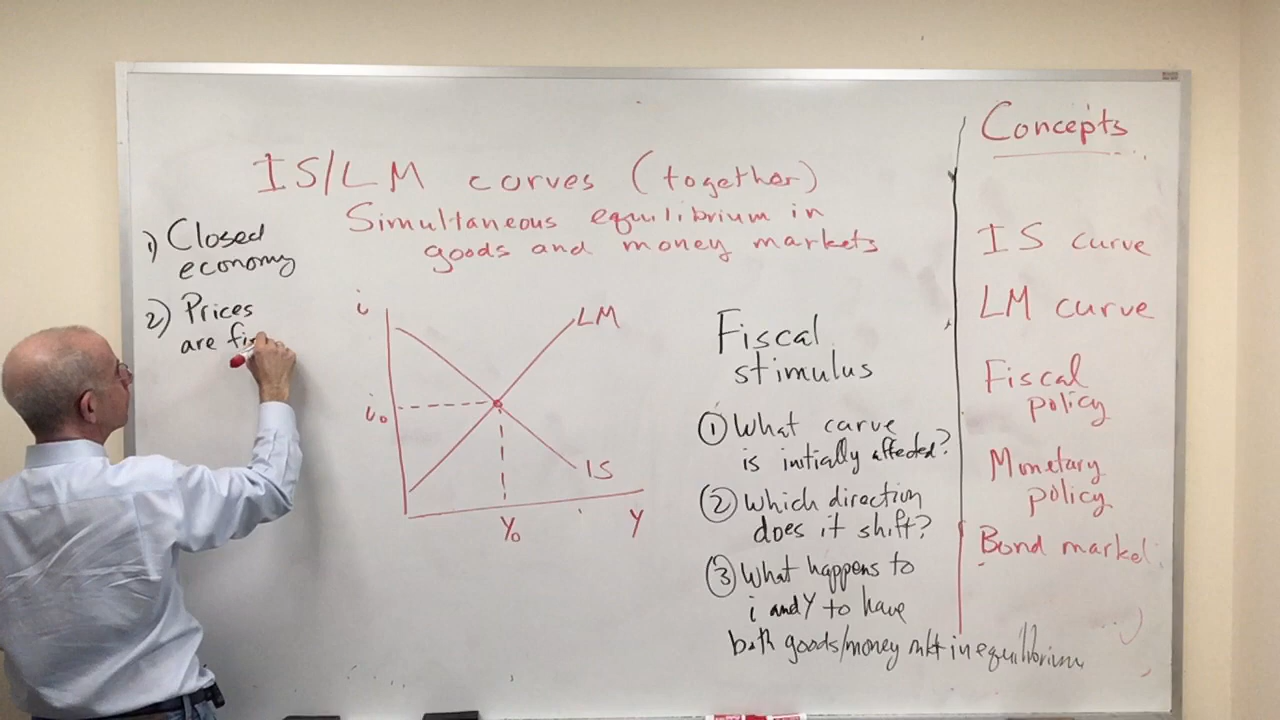 IS/LM curves (together)
Simultaneous equilibrium in
goods and money markets
1) Closed
economy
2) Prices
are fi
i
LM
i₀
IS
Y₀
Y
Fiscal
stimulus
① What curve
is initially affected?
② Which direction
does it shift?
③ What happens to
i and Y to have
both goods/money mkt in equilibrium
Concepts
IS curve
LM curve
Fiscal
policy
Monetary
policy
Bond market